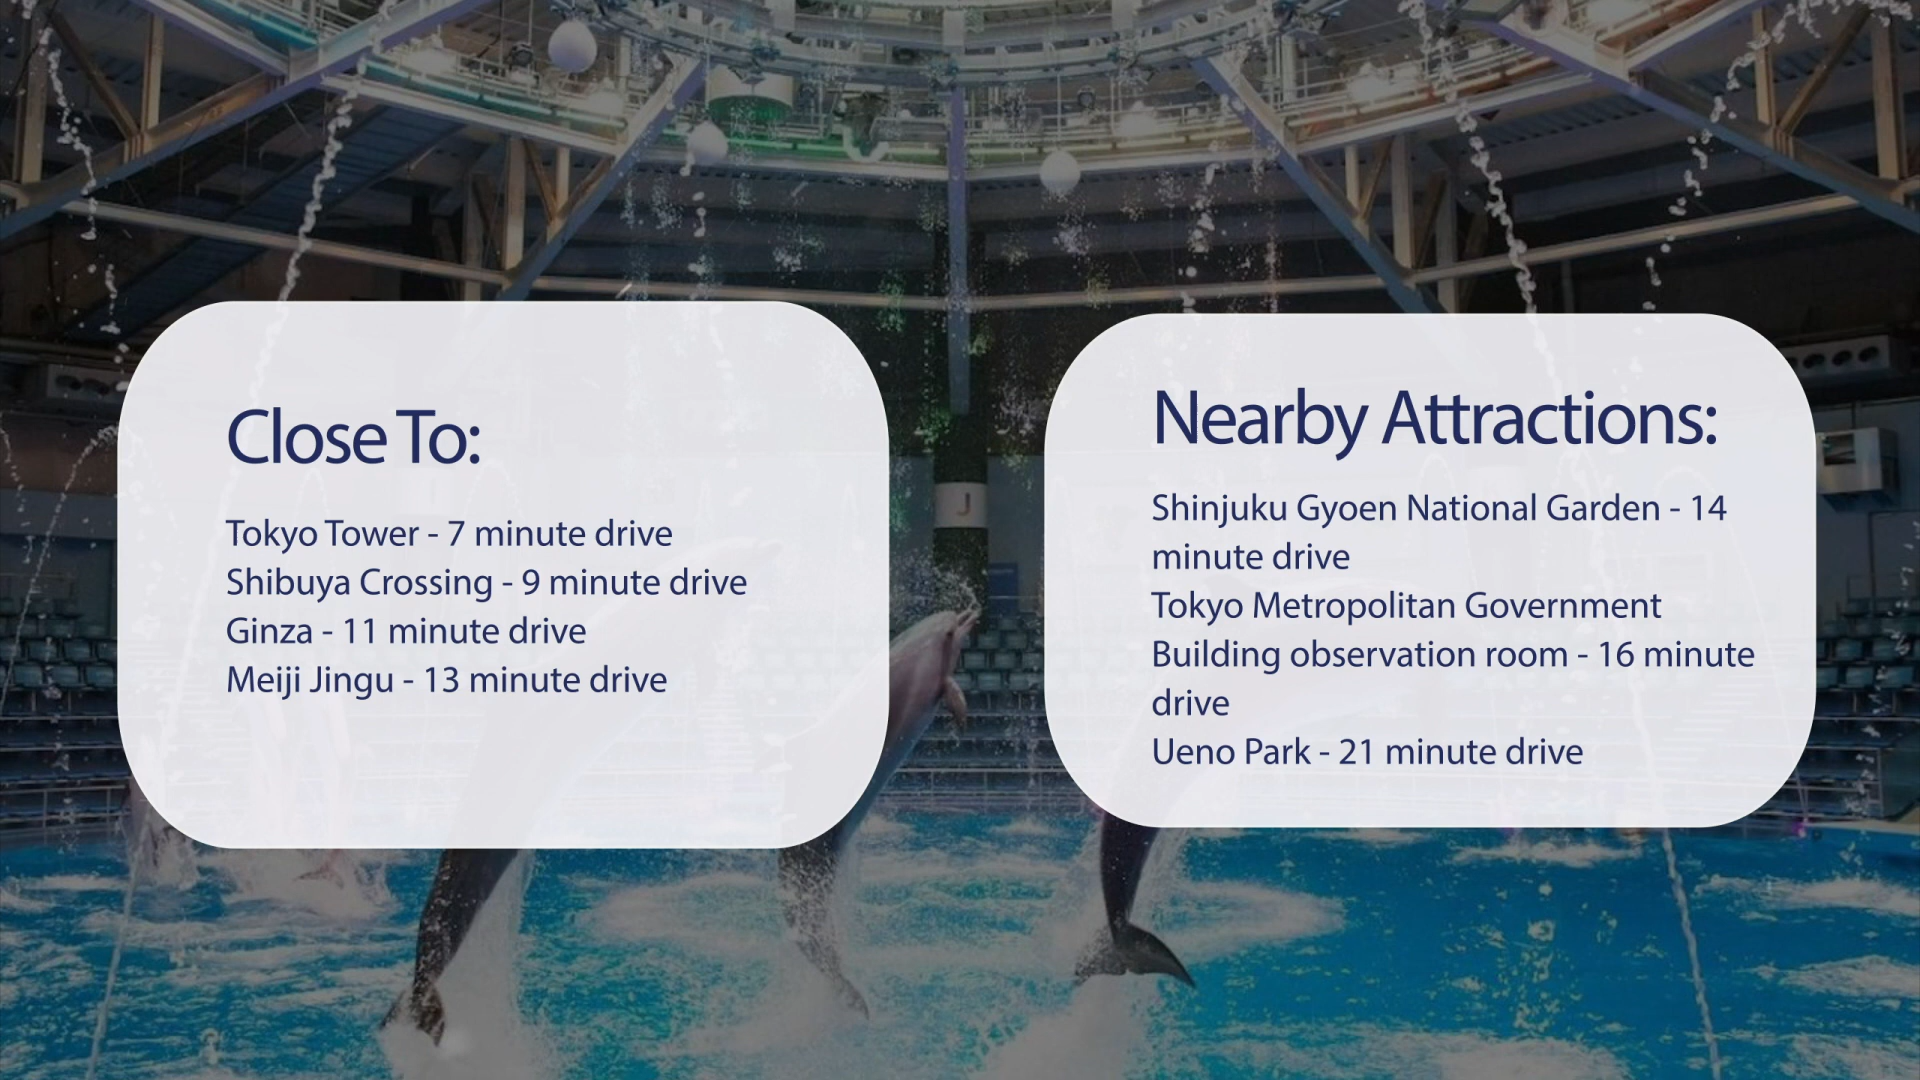 Close To:
Tokyo Tower - 7 minute drive
Shibuya Crossing - 9 minute drive
Ginza - 11 minute drive
Meiji Jingu - 13 minute drive
Nearby Attractions:
Shinjuku Gyoen National Garden - 14
minute drive
Tokyo Metropolitan Government
Building observation room - 16 minute
drive
Ueno Park - 21 minute drive
J